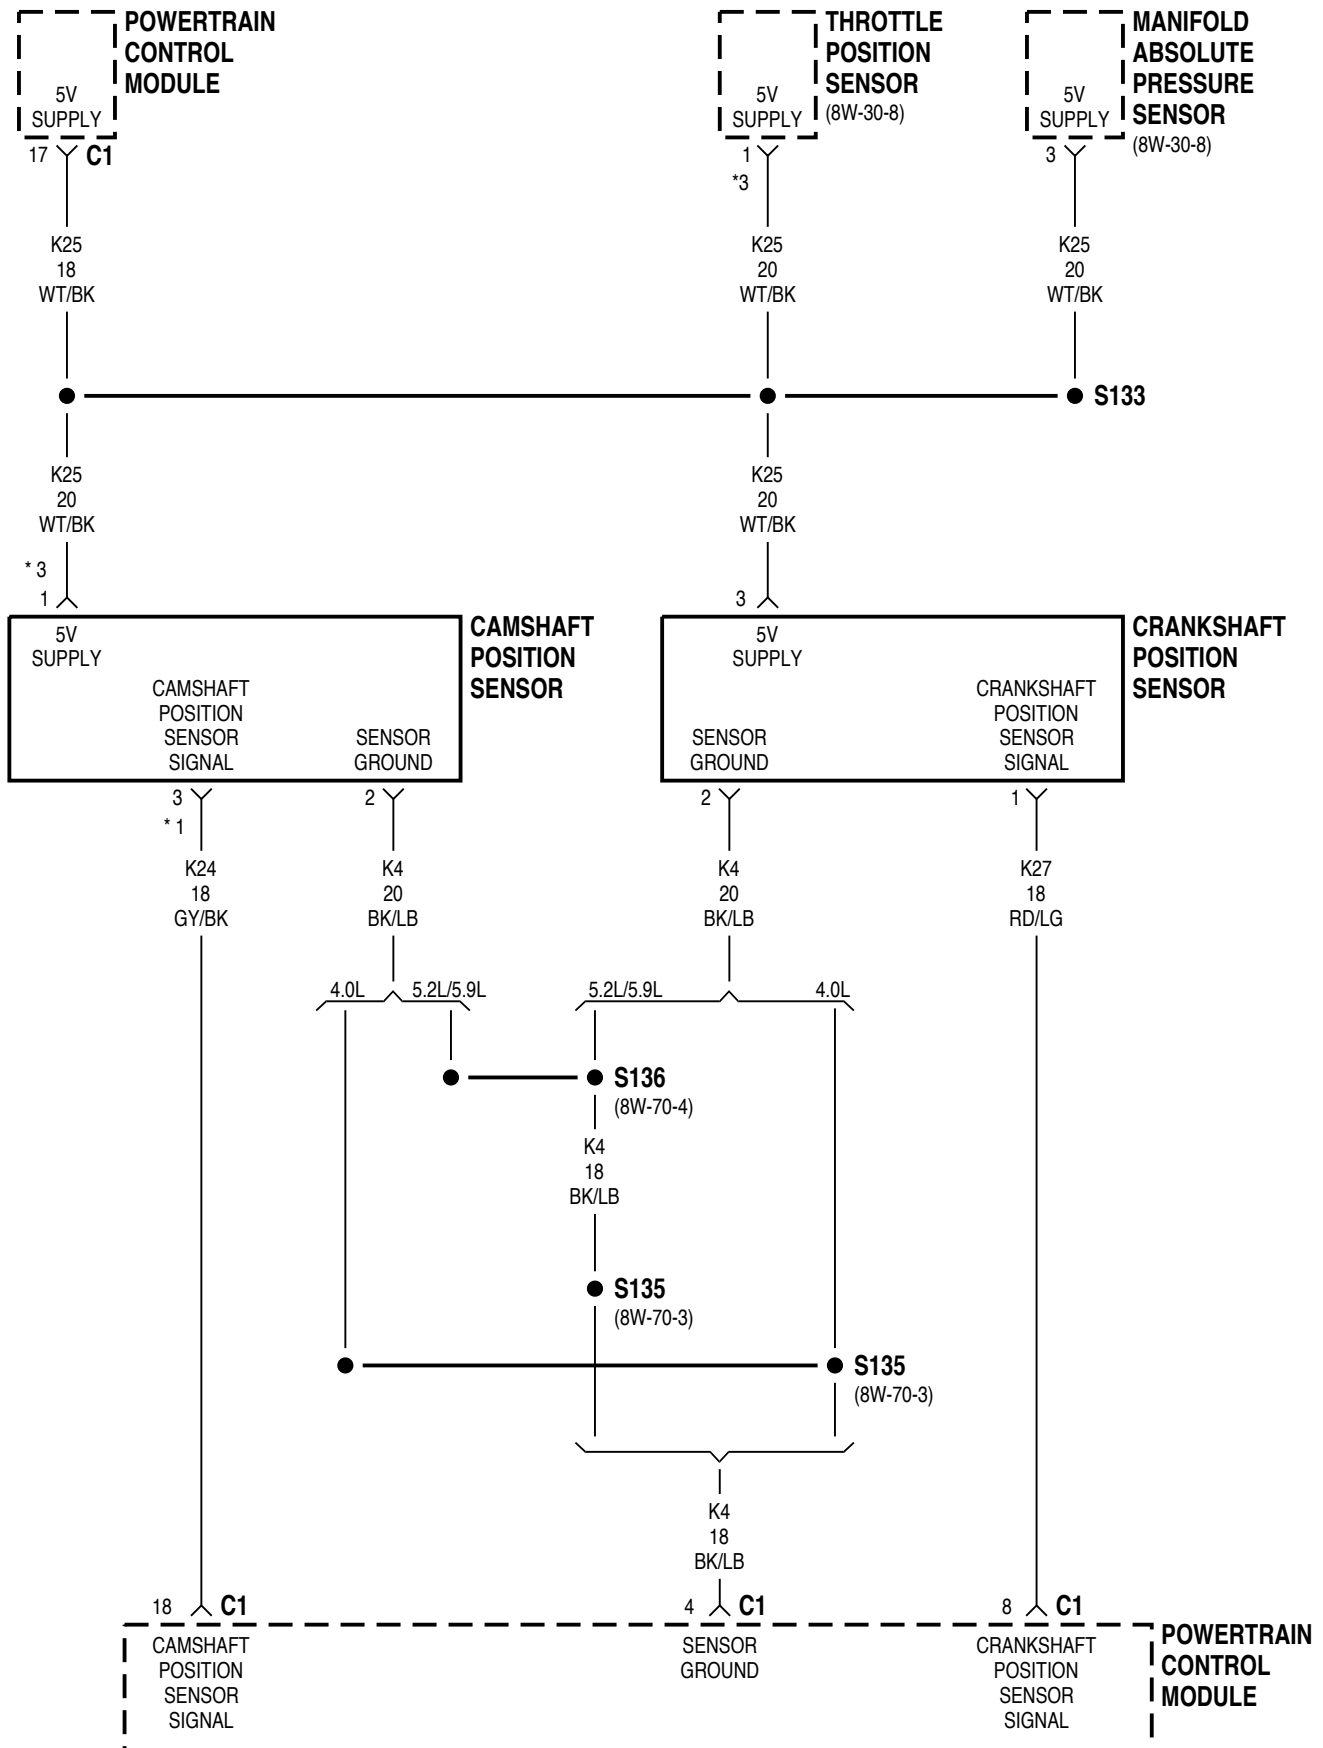 POWERTRAIN
CONTROL
MODULE
5V
SUPPLY
17
C1
THROTTLE
POSITION
SENSOR
(8W-30-8)
5V
SUPPLY
1
*3
MANIFOLD
ABSOLUTE
PRESSURE
SENSOR
(8W-30-8)
5V
SUPPLY
3
K25
18
WT/BK
K25
20
WT/BK
K25
20
WT/BK
S133
K25
20
WT/BK
K25
20
WT/BK
* 3
1
3
5V
SUPPLY
CAMSHAFT
POSITION
SENSOR
SIGNAL
SENSOR
GROUND
CAMSHAFT
POSITION
SENSOR
5V
SUPPLY
SENSOR
GROUND
CRANKSHAFT
POSITION
SENSOR
SIGNAL
CRANKSHAFT
POSITION
SENSOR
3
* 1
2
2
1
K24
18
GY/BK
K4
20
BK/LB
K4
20
BK/LB
K27
18
RD/LG
4.0L
5.2L/5.9L
5.2L/5.9L
4.0L
S136
(8W-70-4)
K4
18
BK/LB
S135
(8W-70-3)
S135
(8W-70-3)
K4
18
BK/LB
18
C1
4
C1
8
C1
CAMSHAFT
POSITION
SENSOR
SIGNAL
SENSOR
GROUND
CRANKSHAFT
POSITION
SENSOR
SIGNAL
POWERTRAIN
CONTROL
MODULE